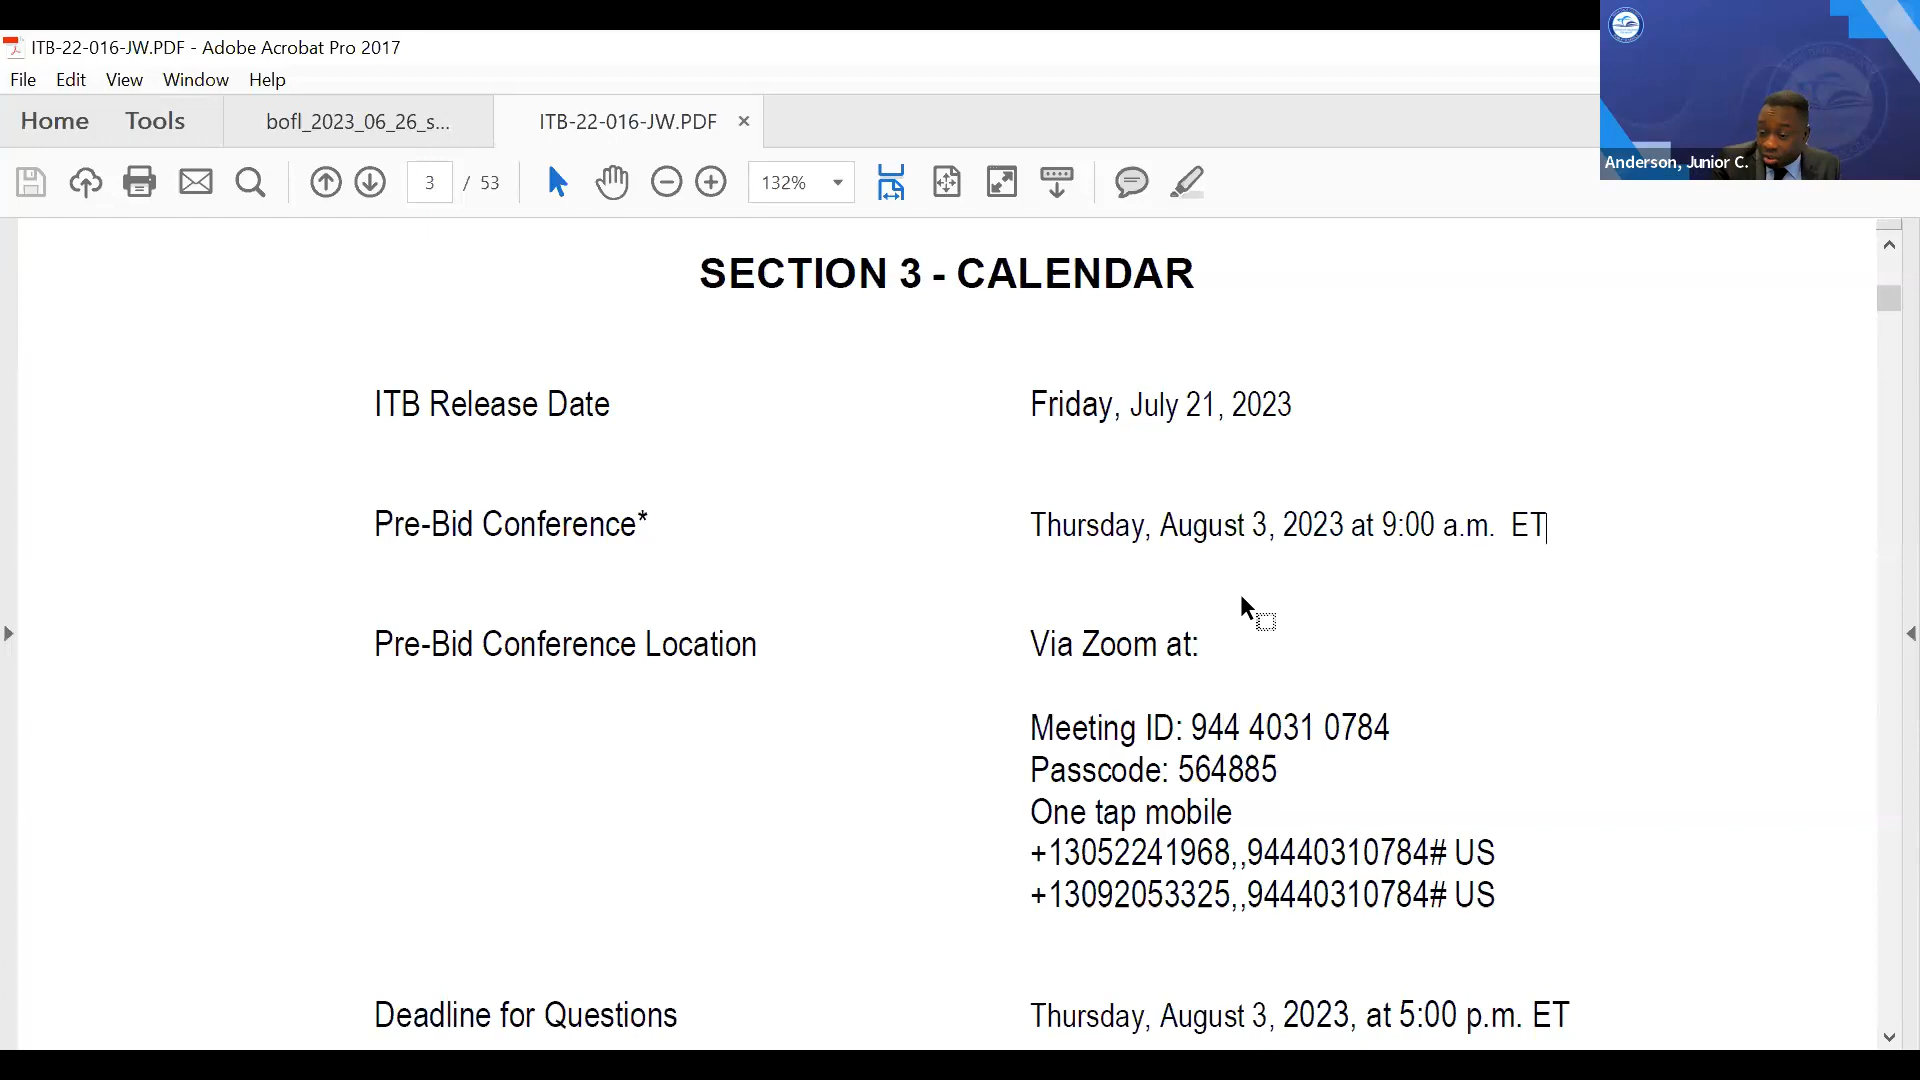 ITB-22-016-JW.PDF - Adobe Acrobat Pro 2017
File Edit View Window Help
Home Tools bofl_2023_06_26_s... ITB-22-016-JW.PDF ×
3 / 53 132%
Anderson, Junior C.
SECTION 3 - CALENDAR
ITB Release Date Friday, July 21, 2023
Pre-Bid Conference* Thursday, August 3, 2023 at 9:00 a.m. ET
Pre-Bid Conference Location Via Zoom at:
Meeting ID: 944 4031 0784
Passcode: 564885
One tap mobile
+13052241968,,94440310784# US
+13092053325,,94440310784# US
Deadline for Questions Thursday, August 3, 2023, at 5:00 p.m. ET